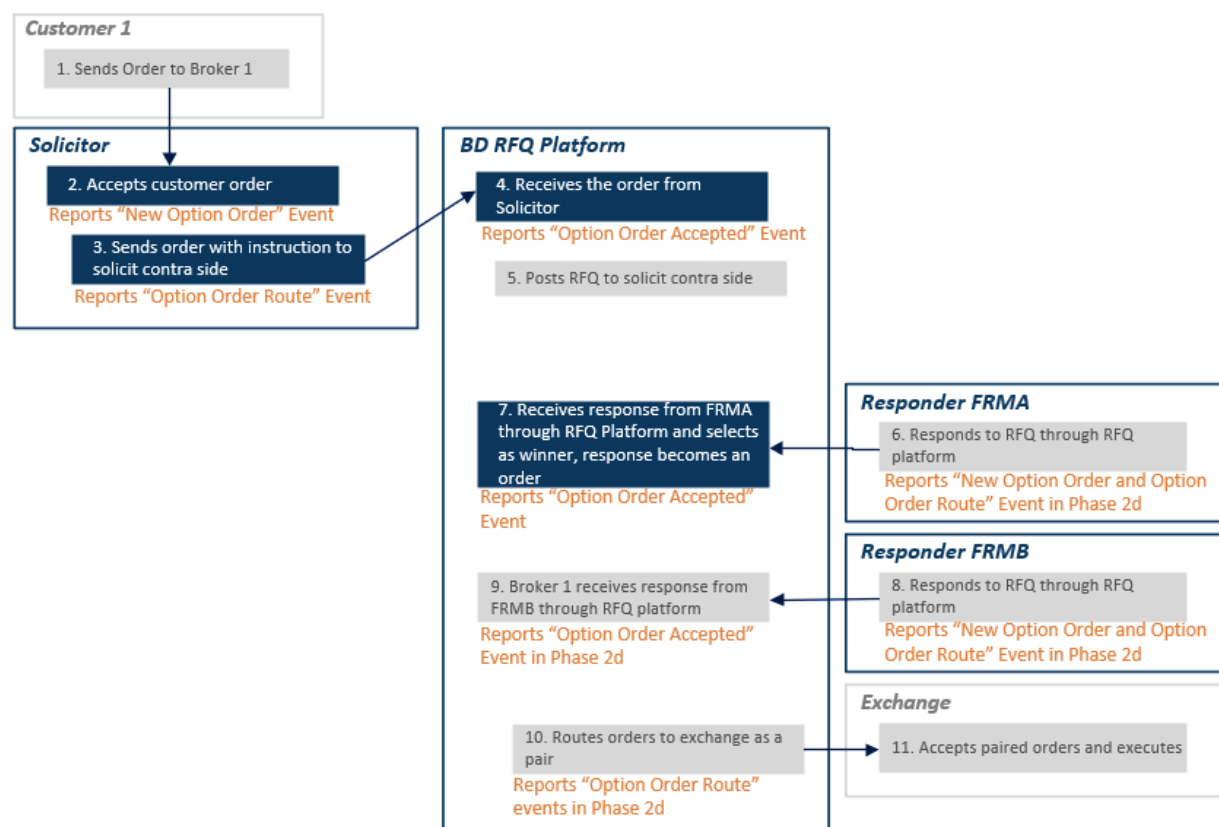 Customer 1
1. Sends Order to Broker 1
Solicitor
2. Accepts customer order
Reports “New Option Order” Event
3. Sends order with instruction to
solicit contra side
Reports “Option Order Route” Event
BD RFQ Platform
4. Receives the order from
Solicitor
Reports “Option Order Accepted” Event
5. Posts RFQ to solicit contra side
7. Receives response from FRMA
through RFQ Platform and selects
as winner, response becomes an
order
Reports “Option Order Accepted”
Event
Responder FRMA
6. Responds to RFQ through RFQ
platform
Reports “New Option Order and Option
Order Route” Event in Phase 2d
9. Broker 1 receives response from
FRMB through RFQ platform
Reports “Option Order Accepted”
Event in Phase 2d
Responder FRMB
8. Responds to RFQ through RFQ
platform
Reports “New Option Order and Option
Order Route” Event in Phase 2d
10. Routes orders to exchange as a
pair
Reports “Option Order Route”
events in Phase 2d
Exchange
11. Accepts paired orders and executes